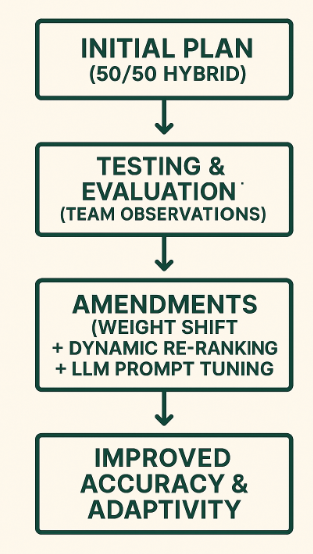 INITIAL PLAN
(50/50 HYBRID)
TESTING &
EVALUATION
(TEAM OBSERVATIONS)
AMENDMENTS
(WEIGHT SHIFT
+ DYNAMIC RE-RANKING
+ LLM PROMPT TUNING
IMPROVED
ACCURACY &
ADAPTIVITY